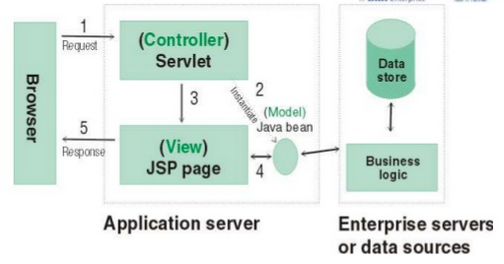 1
Request
(Controller)
Servlet
2
Instantiate
3
(Model)
Java bean
Browser
5
Response
(View)
JSP page
4
Data
store
Business
logic
Application server
Enterprise servers
or data sources